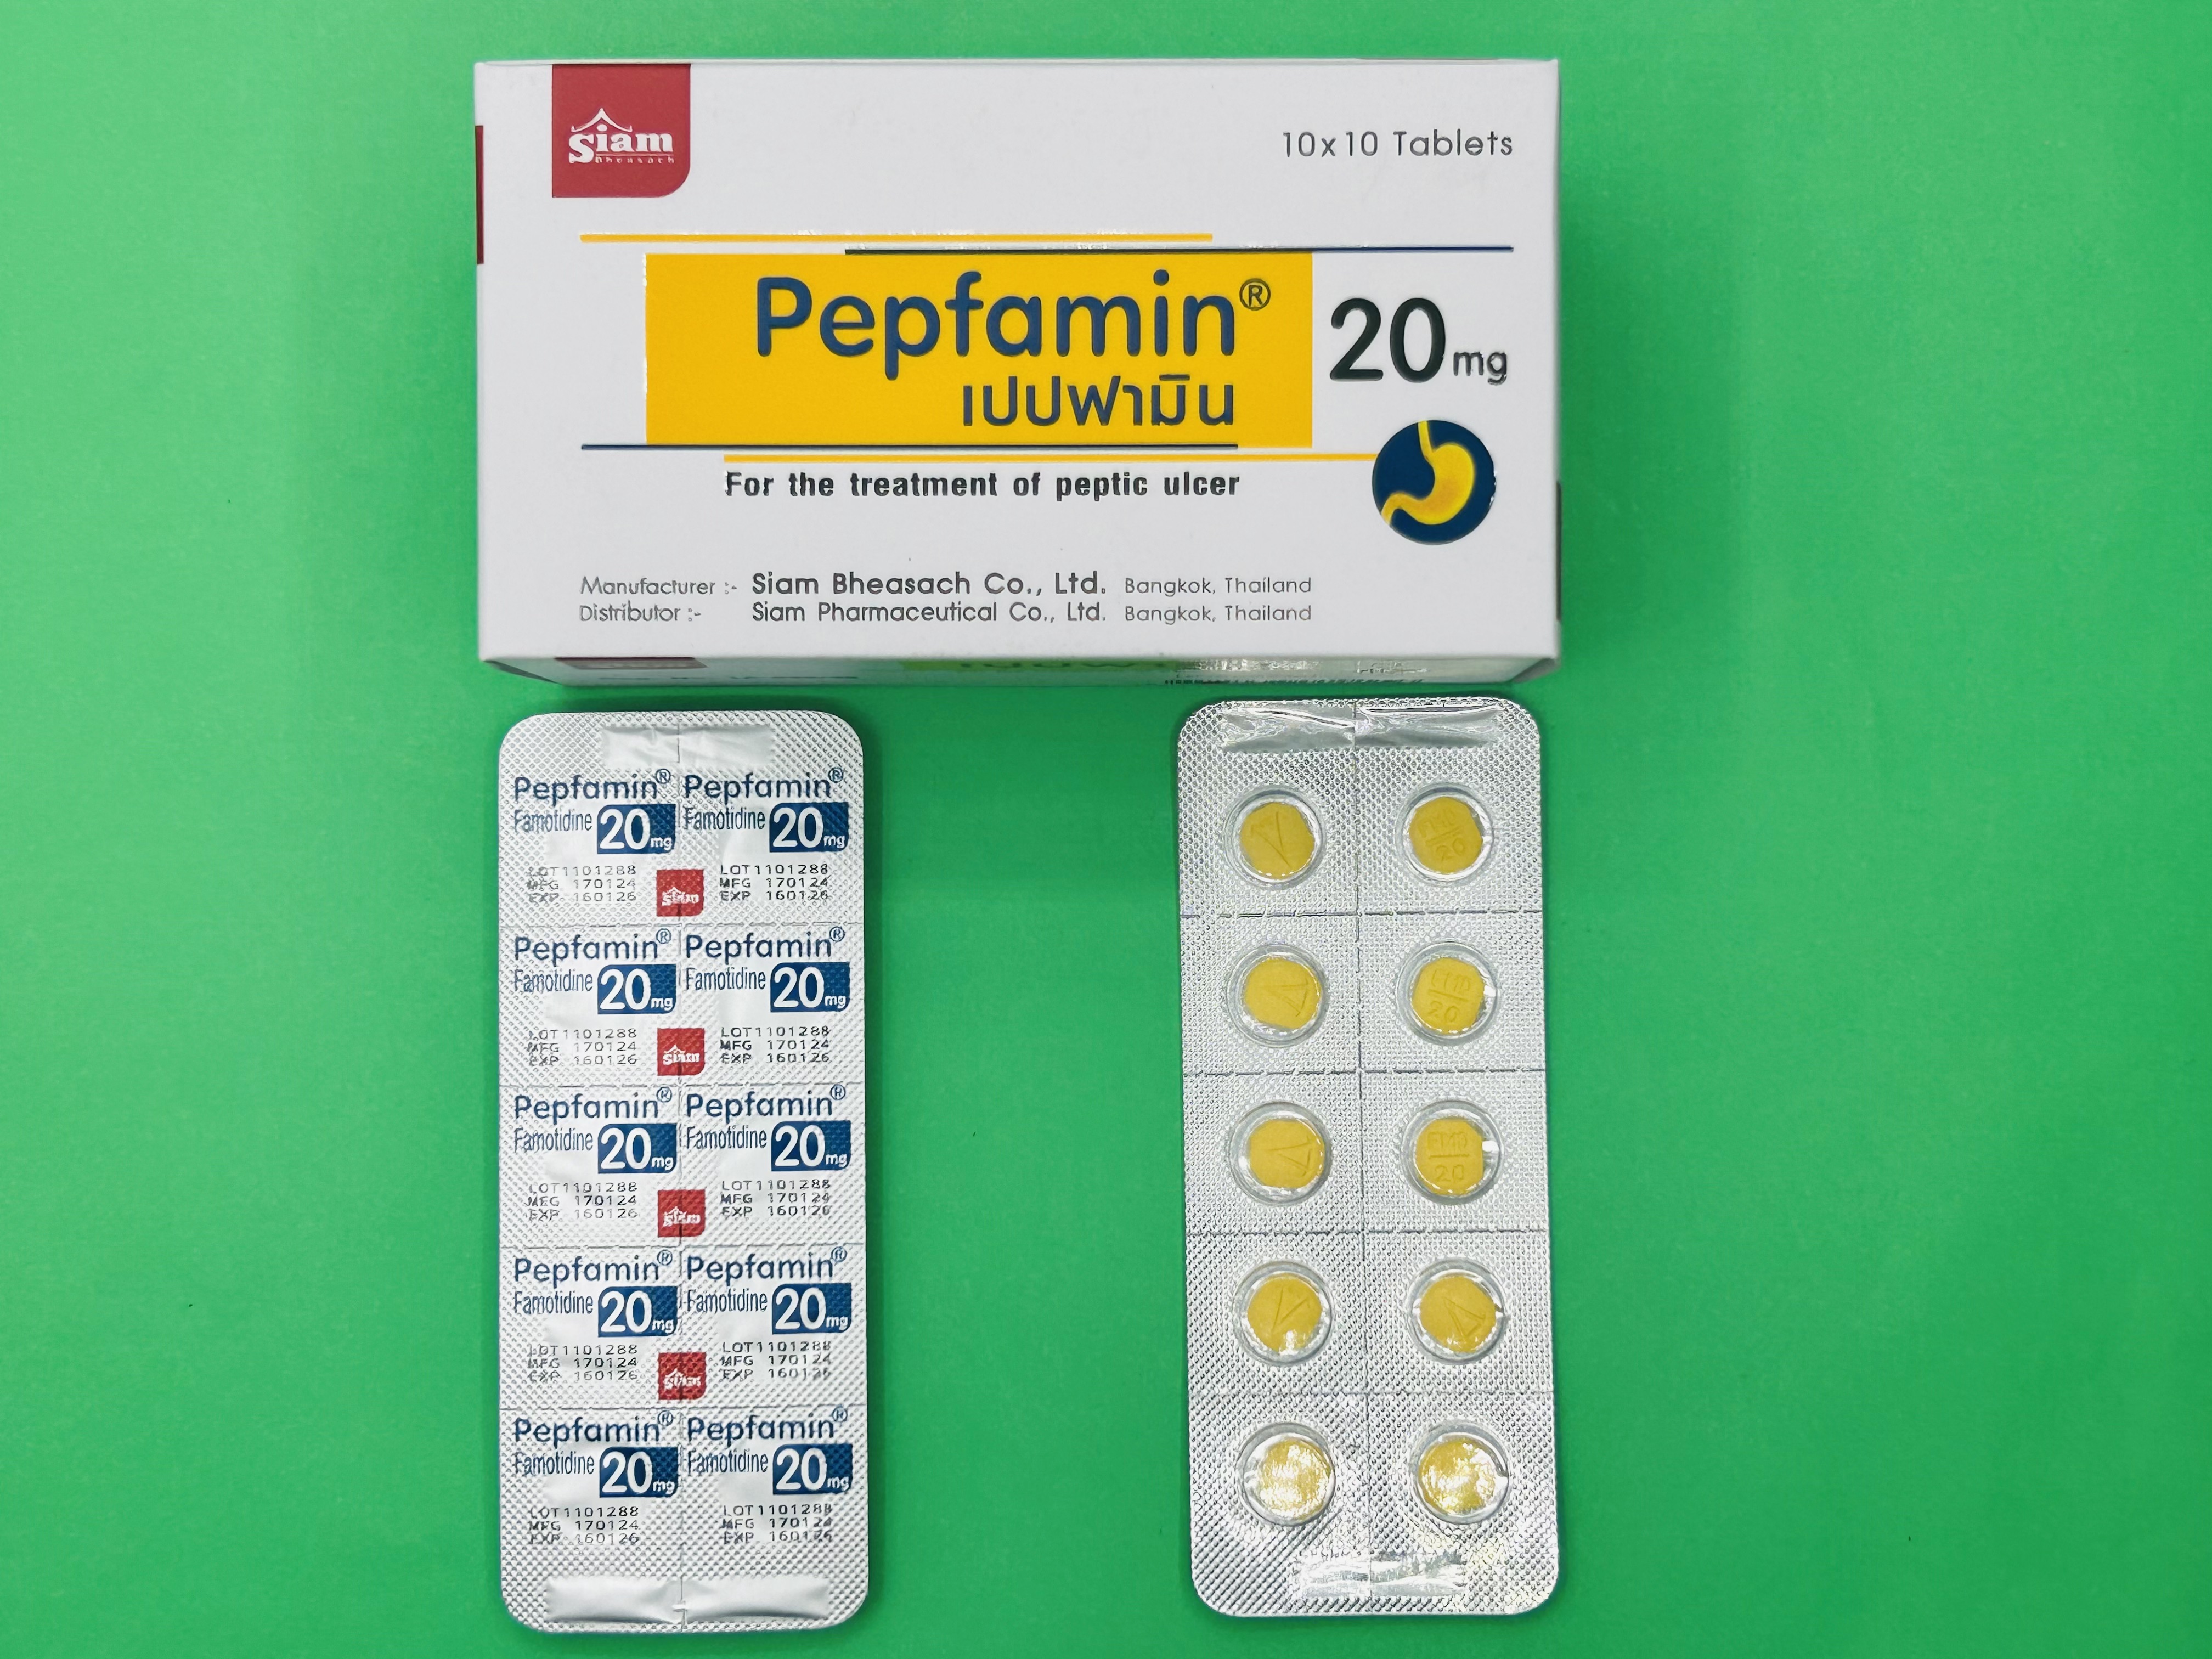 Siam
Bheasach
10x10 Tablets
Pepfamin®
20mg
เปปฟามิน
For the treatment of peptic ulcer
Manufacturer :- Siam Bheasach Co., Ltd. Bangkok, Thailand
Distributor :- Siam Pharmaceutical Co., Ltd. Bangkok, Thailand
Pepfamin® Pepfamin®
Famotidine 20mg Famotidine 20mg
LOT1101288 LOT1101288
MFG 170124 MFG 170124
EXP 160126 Siam EXP 160126
Pepfamin® Pepfamin®
Famotidine 20mg Famotidine 20mg
LOT1101288 LOT1101288
MFG 170124 MFG 170124
EXP 160126 Siam EXP 160126
Pepfamin® Pepfamin®
Famotidine 20mg Famotidine 20mg
LOT1101288 LOT1101288
MFG 170124 MFG 170124
EXP 160126 Siam EXP 160126
Pepfamin® Pepfamin®
Famotidine 20mg Famotidine 20mg
LOT1101288 LOT1101288
MFG 170124 MFG 170124
EXP 160126 Siam EXP 160126
Pepfamin® Pepfamin®
Famotidine 20mg Famotidine 20mg
LOT1101288 LOT1101288
MFG 170124 MFG 170124
EXP 160126 EXP 160126
20
20
20